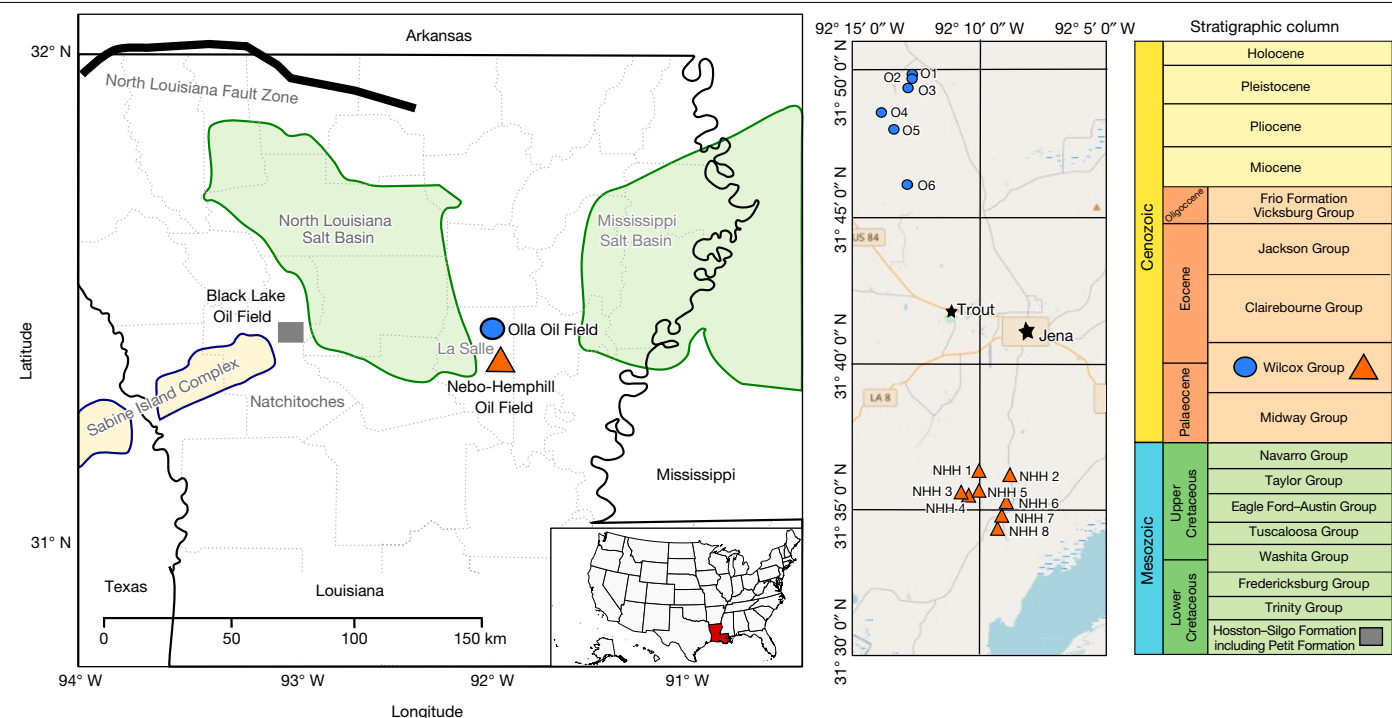 Arkansas
32° N
North Louisiana Fault Zone
North Louisiana
Salt Basin
Mississippi
Salt Basin
Black Lake
Oil Field
Olla Oil Field
La Salle
Nebo-Hemphill
Oil Field
Sabine Island Complex
Natchitoches
Latitude
Mississippi
31° N
Texas
Louisiana
0
50
100
150 km
94° W
93° W
92° W
91° W
Longitude
92° 15′ 0″ W
92° 10′ 0″ W
92° 5′ 0″ W
31° 50′ 0″ N
31° 45′ 0″ N
31° 40′ 0″ N
31° 35′ 0″ N
31° 30′ 0″ N
O1
O2
O3
O4
O5
O6
US 84
Trout
Jena
LA 8
NHH 1
NHH 2
NHH 3
NHH 5
NHH 4
NHH 6
NHH 7
NHH 8
Stratigraphic column
Cenozoic
Holocene
Pleistocene
Pliocene
Miocene
Oligoccene
Frio Formation
Vicksburg Group
Eocene
Jackson Group
Clairebourne Group
Wilcox Group
Palaeocene
Midway Group
Mesozoic
Upper
Cretaceous
Navarro Group
Taylor Group
Eagle Ford–Austin Group
Tuscaloosa Group
Washita Group
Lower
Cretaceous
Fredericksburg Group
Trinity Group
Hosston–Silgo Formation
including Petit Formation